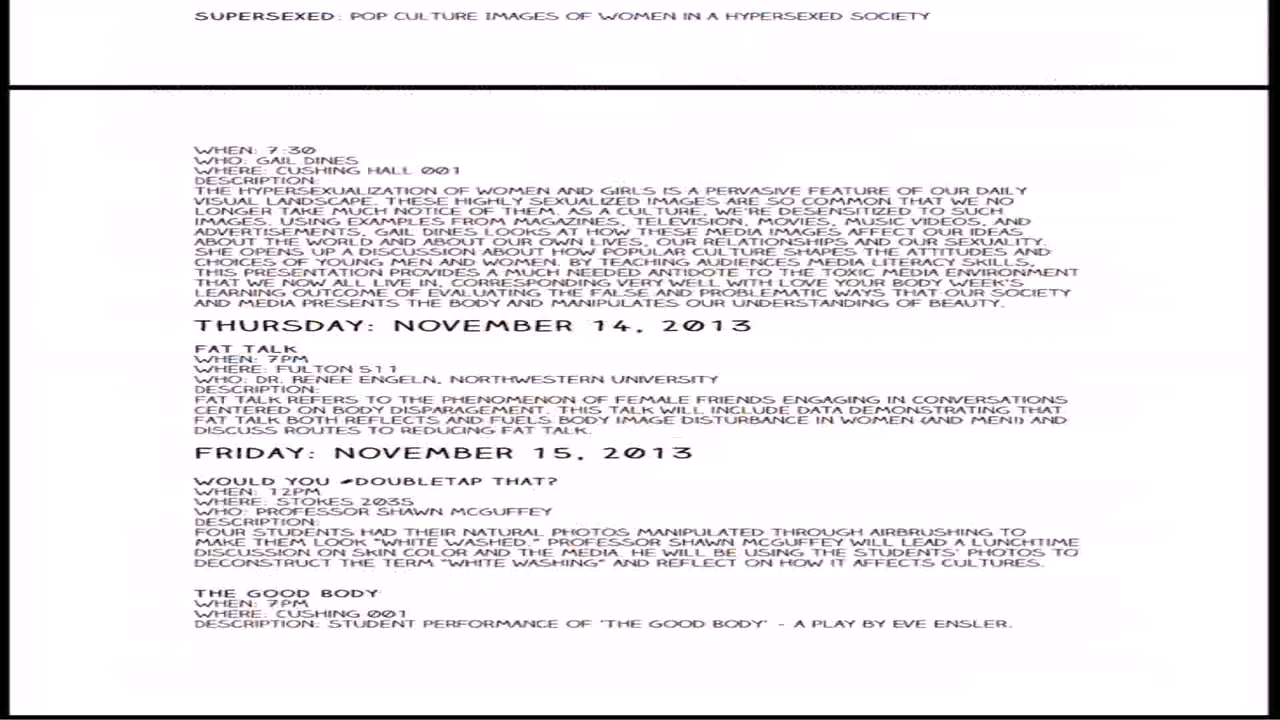 SUPERSEXED: POP CULTURE IMAGES OF WOMEN IN A HYPERSEXED SOCIETY
WHEN: 7:30
WHO: GAIL DINES
WHERE: CUSHING HALL 001
DESCRIPTION:
THE HYPERSEXUALIZATION OF WOMEN AND GIRLS IS A PERVASIVE FEATURE OF OUR DAILY
VISUAL LANDSCAPE. THESE HIGHLY SEXUALIZED IMAGES ARE SO COMMON THAT WE NO
LONGER TAKE MUCH NOTICE OF THEM. AS A CULTURE, WE'RE DESENSITIZED TO SUCH
IMAGES. USING EXAMPLES FROM MAGAZINES, TELEVISION, MOVIES, MUSIC VIDEOS, AND
ADVERTISEMENTS, GAIL DINES LOOKS AT HOW THESE MEDIA IMAGES AFFECT OUR IDEAS
ABOUT THE WORLD AND ABOUT OUR OWN LIVES, OUR RELATIONSHIPS AND OUR SEXUALITY.
SHE OPENS UP A DISCUSSION ABOUT HOW POPULAR CULTURE SHAPES THE ATTITUDES AND
CHOICES OF YOUNG MEN AND WOMEN. BY TEACHING AUDIENCES MEDIA LITERACY SKILLS,
THIS PRESENTATION PROVIDES A MUCH NEEDED ANTIDOTE TO THE TOXIC MEDIA ENVIRONMENT
THAT WE NOW ALL LIVE IN, CORRESPONDING VERY WELL WITH LOVE YOUR BODY WEEK'S
LEARNING OUTCOME OF EVALUATING THE FALSE AND PROBLEMATIC WAYS THAT OUR SOCIETY
AND MEDIA PRESENTS THE BODY AND MANIPULATES OUR UNDERSTANDING OF BEAUTY.
THURSDAY: NOVEMBER 14, 2013
FAT TALK
WHEN: 7PM
WHERE: FULTON 511
WHO: DR. RENEE ENGELN, NORTHWESTERN UNIVERSITY
DESCRIPTION:
FAT TALK REFERS TO THE PHENOMENON OF FEMALE FRIENDS ENGAGING IN CONVERSATIONS
CENTERED ON BODY DISPARAGEMENT. THIS TALK WILL INCLUDE DATA DEMONSTRATING THAT
FAT TALK BOTH REFLECTS AND FUELS BODY IMAGE DISTURBANCE IN WOMEN (AND MEN!) AND
DISCUSS ROUTES TO REDUCING FAT TALK.
FRIDAY: NOVEMBER 15, 2013
WOULD YOU #DOUBLETAP THAT?
WHEN: 12PM
WHERE: STOKES 203S
WHO: PROFESSOR SHAWN MCGUFFEY
DESCRIPTION:
FOUR STUDENTS HAD THEIR NATURAL PHOTOS MANIPULATED THROUGH AIRBRUSHING TO
MAKE THEM LOOK "WHITE WASHED." PROFESSOR SHAWN MCGUFFEY WILL LEAD A LUNCHTIME
DISCUSSION ON SKIN COLOR AND THE MEDIA. HE WILL BE USING THE STUDENTS' PHOTOS TO
DECONSTRUCT THE TERM "WHITE WASHING" AND REFLECT ON HOW IT AFFECTS CULTURES.
THE GOOD BODY
WHEN: 7PM
WHERE: CUSHING 001
DESCRIPTION: STUDENT PERFORMANCE OF 'THE GOOD BODY' - A PLAY BY EVE ENSLER.